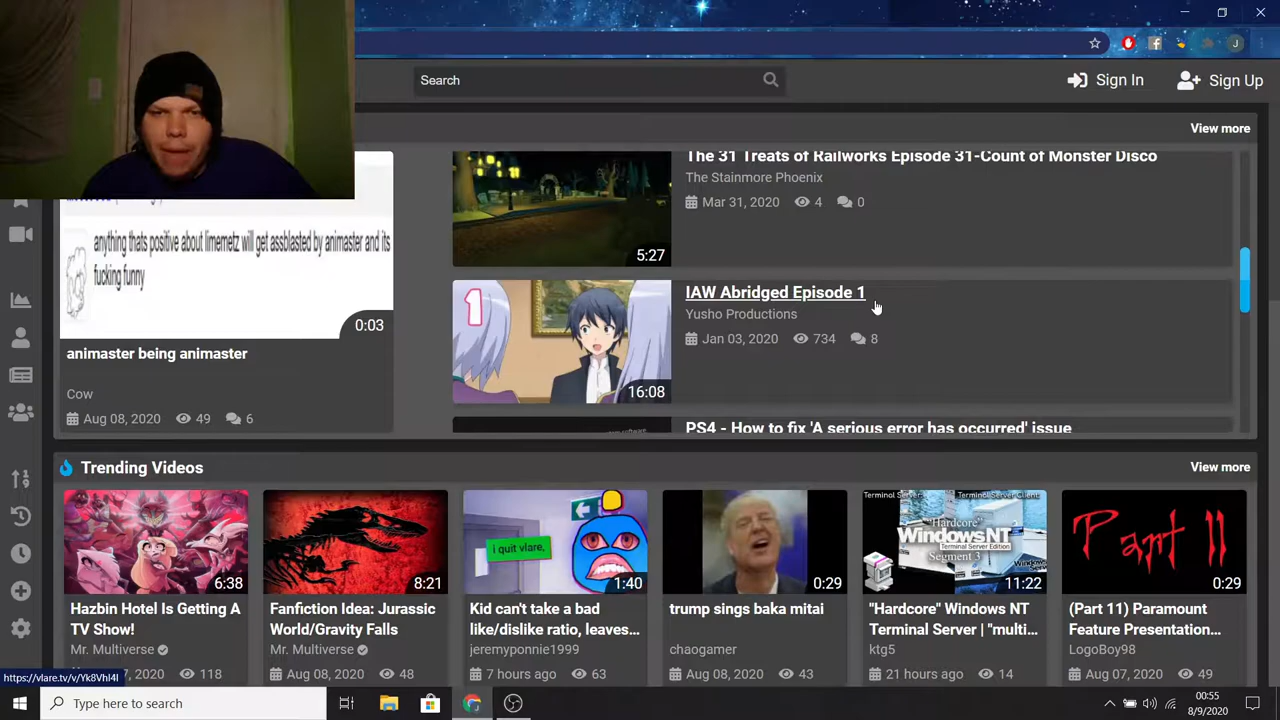 Search
Sign In
Sign Up
View more
anything thats positive about limemetz will get assblasted by animaster and its
fucking funny
0:03
animaster being animaster
Cow
Aug 08, 2020 49 6
The 31 Treats of Railworks Episode 31-Count of Monster Disco
The Stainmore Phoenix
Mar 31, 2020 4 0
5:27
1
IAW Abridged Episode 1
Yusho Productions
Jan 03, 2020 734 8
16:08
PS4 - How to fix 'A serious error has occurred' issue
Trending Videos
View more
6:38
Hazbin Hotel Is Getting A
TV Show!
Mr. Multiverse
118
8:21
Fanfiction Idea: Jurassic
World/Gravity Falls
Mr. Multiverse
Aug 08, 2020 48
i quit vlare,
1:40
Kid can't take a bad
like/dislike ratio, leaves...
jeremyponnie1999
7 hours ago 63
0:29
trump sings baka mitai
chaogamer
Aug 08, 2020 43
Terminal Server Terminal Server Client
"Hardcore"
Windows NT
Terminal Server Edition
Segment 3
11:22
"Hardcore" Windows NT
Terminal Server | "multi...
ktg5
21 hours ago 14
Part II
0:29
(Part 11) Paramount
Feature Presentation...
LogoBoy98
Aug 07, 2020 49
https://vlare.tv/v/Yk8VhI4I
Type here to search
00:55
8/9/2020